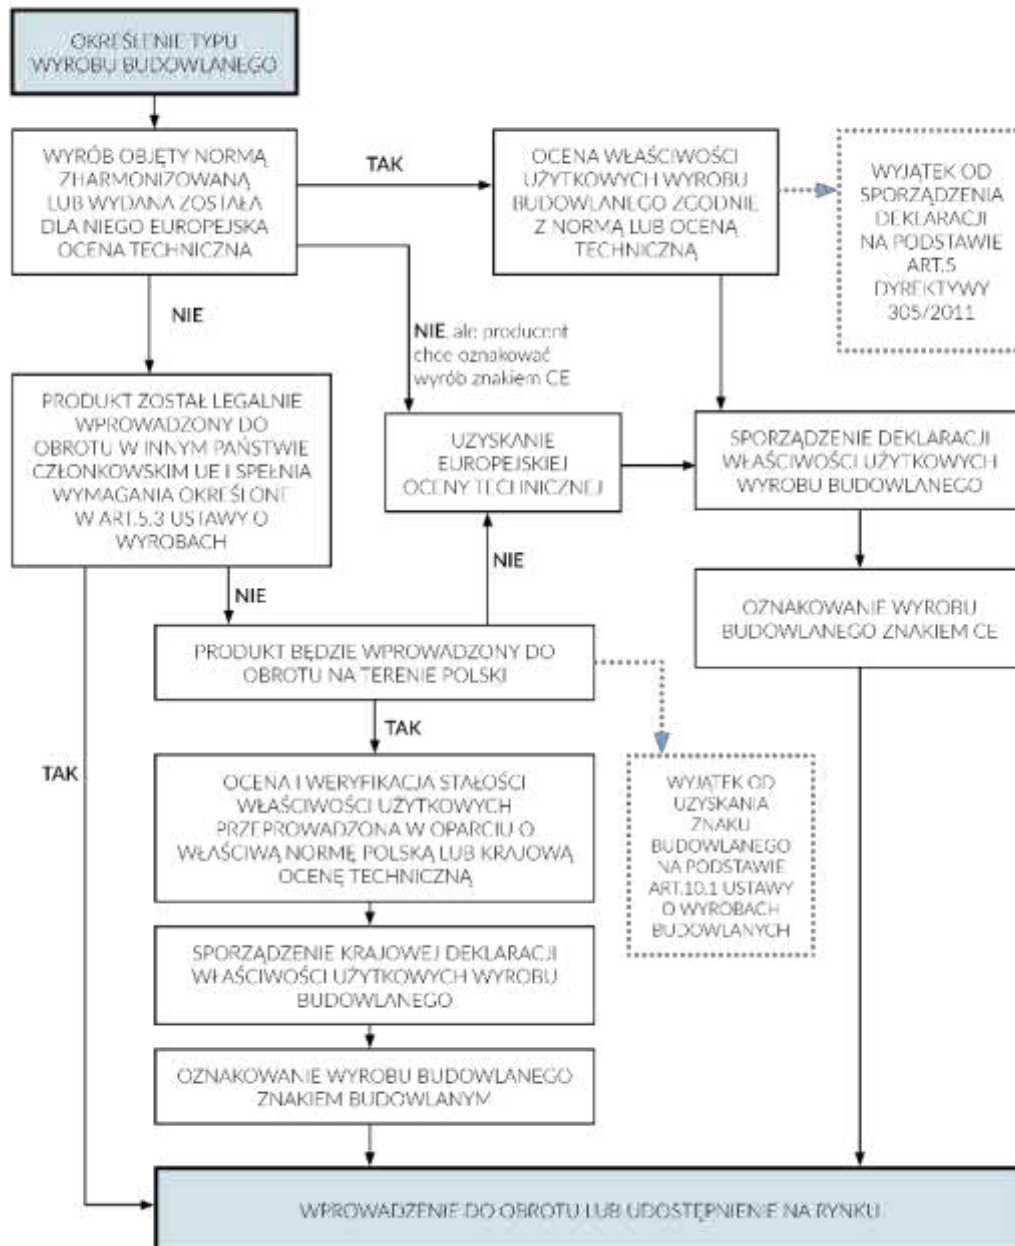 OKREŚLENIE TYPU
WYROBU BUDOWLANEGO
WYRÓB OBJĘTY NORMĄ
ZHARMONIZOWANĄ
LUB WYDANA ZOSTAŁA
DLA NIEGO EUROPEJSKA
OCENA TECHNICZNA
TAK
OCENA WŁAŚCIWOŚCI
UŻYTKOWYCH WYROBU
BUDOWLANEGO ZGODNIE
Z NORMĄ LUB OCENĄ
TECHNICZNĄ
WYJĄTEK OD
SPORZĄDZENIA
DEKLARACJI
NA PODSTAWIE
ART.5
DYREKTYWY
305/2011
NIE
NIE, ale producent
chce oznakować
wyrób znakiem CE
PRODUKT ZOSTAŁ LEGALNIE
WPROWADZONY DO
OBROTU W INNYM PAŃSTWIE
CZŁONKOWSKIM UE I SPEŁNIA
WYMAGANIA OKREŚLONE
W ART.5.3 USTAWY O
WYROBACH
UZYSKANIE
EUROPEJSKIEJ
OCENY TECHNICZNEJ
SPORZĄDZENIE DEKLARACJI
WŁAŚCIWOŚCI UŻYTKOWYCH
WYROBU BUDOWLANEGO
NIE
NIE
OZNAKOWANIE WYROBU
BUDOWLANEGO ZNAKIEM CE
PRODUKT BĘDZIE WPROWADZONY DO
OBROTU NA TERENIE POLSKI
TAK
TAK
OCENA I WERYFIKACJA STAŁOŚCI
WŁAŚCIWOŚCI UŻYTKOWYCH
PRZEPROWADZONA W OPARCIU O
WŁAŚCIWĄ NORMĘ POLSKĄ LUB KRAJOWĄ
OCENĘ TECHNICZNĄ
WYJĄTEK OD
UZYSKANIA
ZNAKU
BUDOWLANEGO
NA PODSTAWIE
ART.10.1 USTAWY
O WYROBACH
BUDOWLANYCH
SPORZĄDZENIE KRAJOWEJ DEKLARACJI
WŁAŚCIWOŚCI UŻYTKOWYCH WYROBU
BUDOWLANEGO
OZNAKOWANIE WYROBU BUDOWLANEGO
ZNAKIEM BUDOWLANYM
WPROWADZENIE DO OBROTU LUB UDOSTĘPNIENIE NA RYNKU